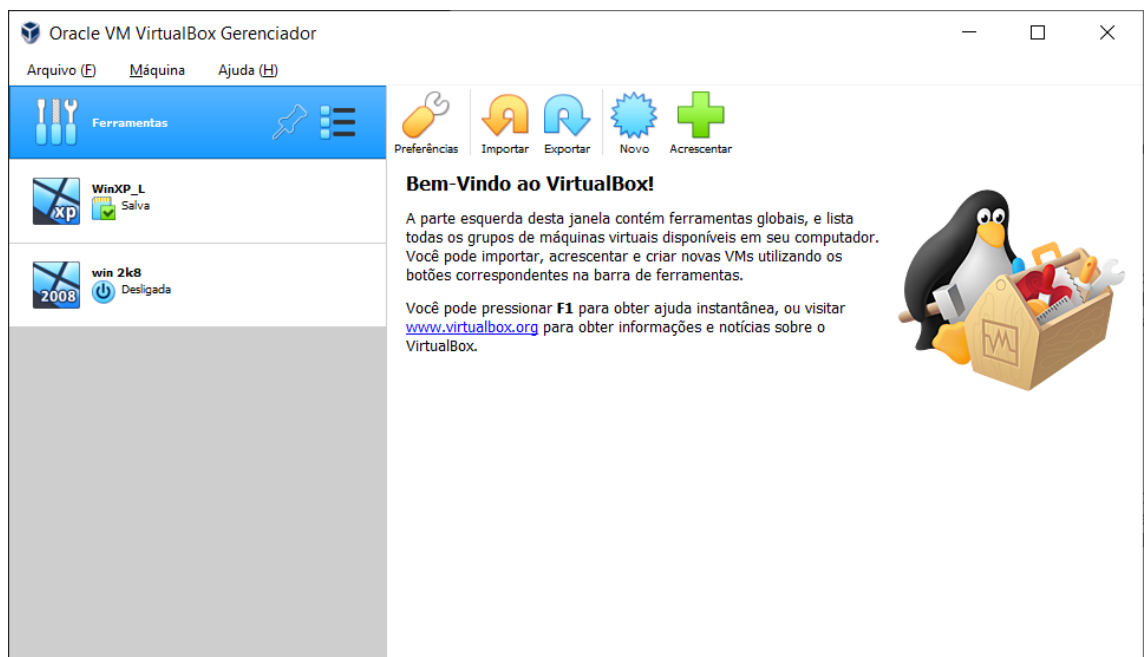 Oracle VM VirtualBox Gerenciador
Arquivo (F) Máquina Ajuda (H)
Ferramentas
Preferências Importar Exportar Novo Acrescentar
WinXP_L
Salva
xp
win 2k8
Desligada
2008
Bem-Vindo ao VirtualBox!
A parte esquerda desta janela contém ferramentas globais, e lista
todas os grupos de máquinas virtuais disponíveis em seu computador.
Você pode importar, acrescentar e criar novas VMs utilizando os
botões correspondentes na barra de ferramentas.
Você pode pressionar F1 para obter ajuda instantânea, ou visitar
www.virtualbox.org para obter informações e notícias sobre o
VirtualBox.